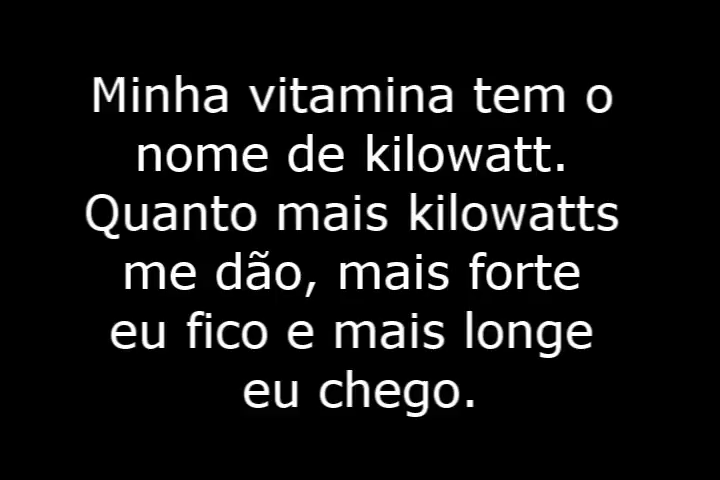 Minha vitamina tem o
nome de kilowatt.
Quanto mais kilowatts
me dão, mais forte
eu fico e mais longe
eu chego.